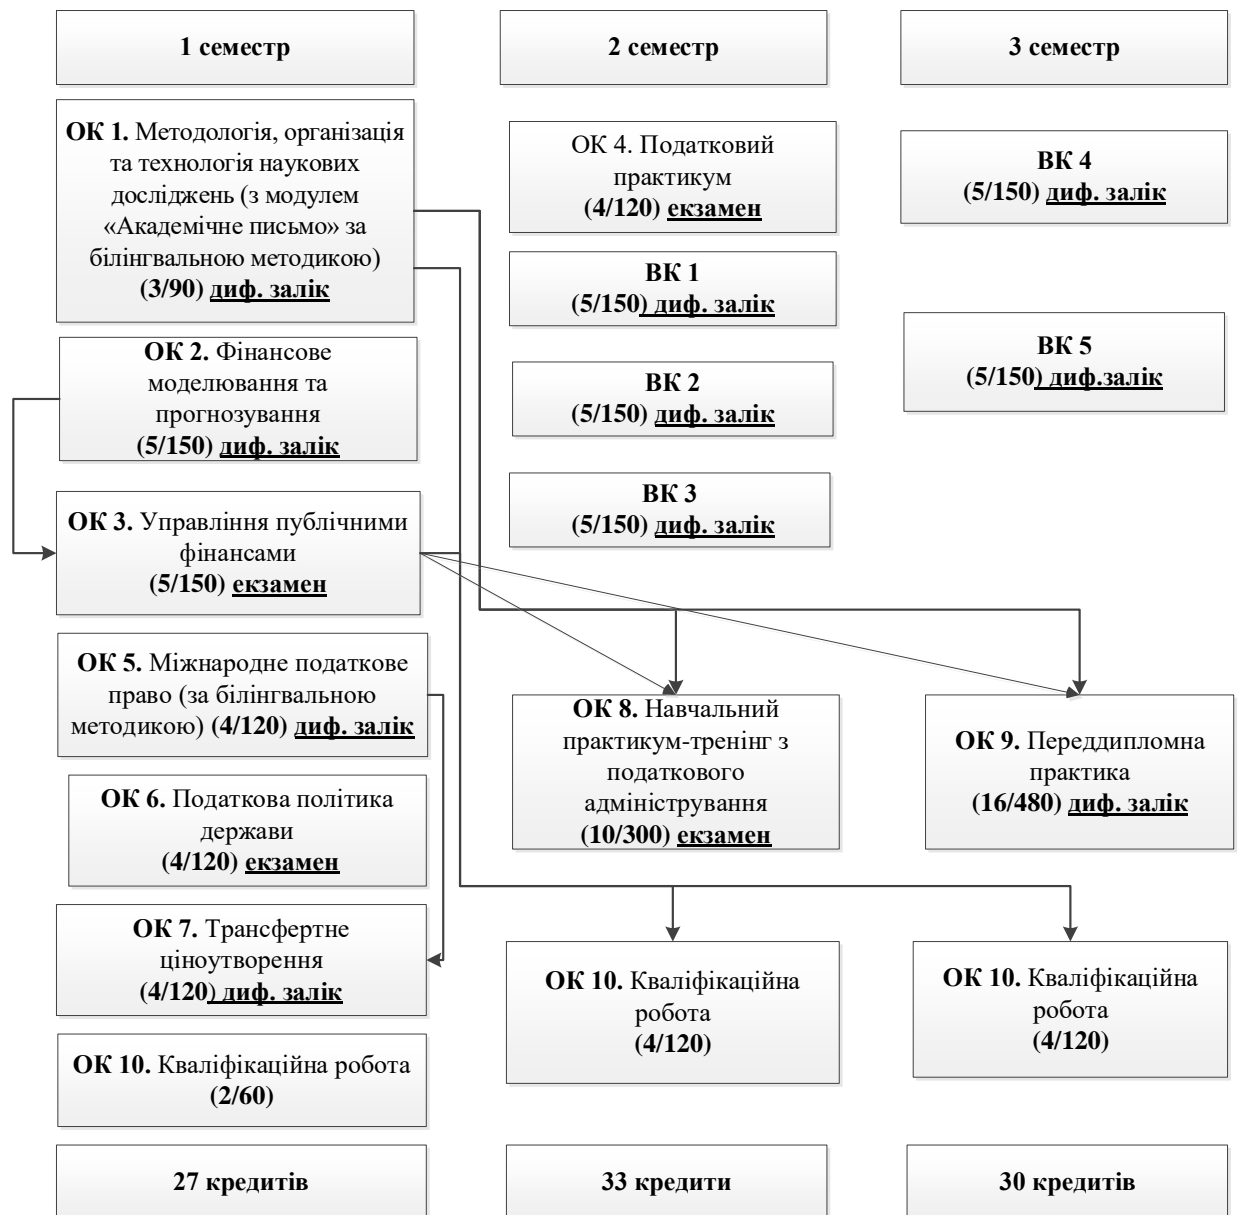 1 семестр
ОК 1. Методологія, організація
та технологія наукових
досліджень (з модулем
«Академічне письмо» за
білінгвальною методикою)
(3/90) диф. залік
ОК 2. Фінансове
моделювання та
прогнозування
(5/150) диф. залік
ОК 3. Управління публічними
фінансами
(5/150) екзамен
ОК 5. Міжнародне податкове
право (за білінгвальною
методикою) (4/120) диф. залік
ОК 6. Податкова політика
держави
(4/120) екзамен
ОК 7. Трансфертне
ціноутворення
(4/120) диф. залік
ОК 10. Кваліфікаційна робота
(2/60)
27 кредитів
2 семестр
ОК 4. Податковий
практикум
(4/120) екзамен
ВК 1
(5/150) диф. залік
ВК 2
(5/150) диф. залік
ВК 3
(5/150) диф. залік
ОК 8. Навчальний
практикум-тренінг з
податкового
адміністрування
(10/300) екзамен
ОК 10. Кваліфікаційна
робота
(4/120)
33 кредити
3 семестр
ВК 4
(5/150) диф. залік
ВК 5
(5/150) диф.залік
ОК 9. Переддипломна
практика
(16/480) диф. залік
ОК 10. Кваліфікаційна
робота
(4/120)
30 кредитів